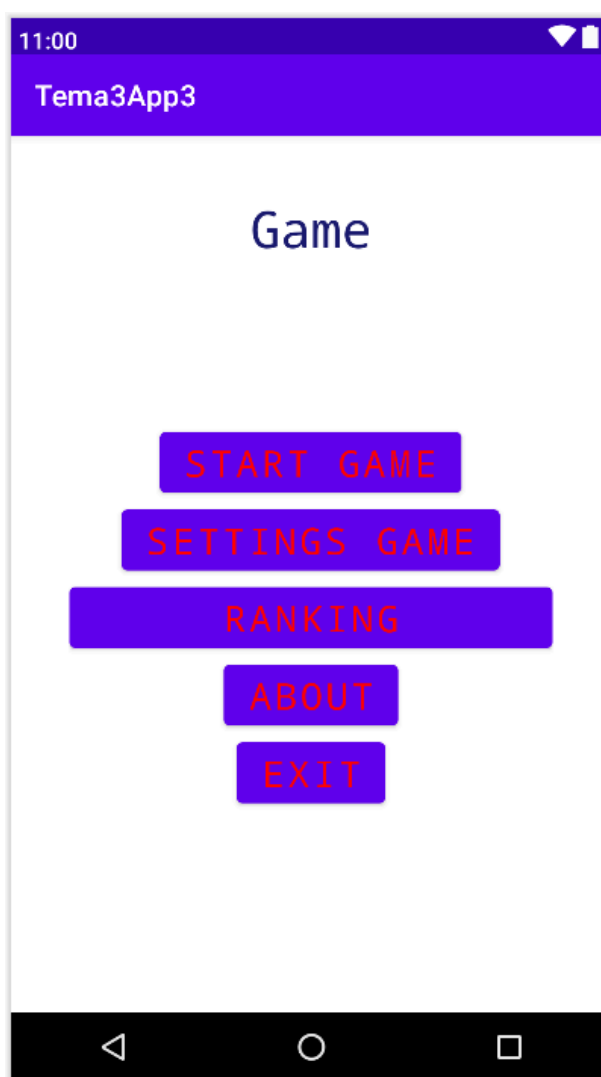 11:00
Tema3App3
Game
START GAME
SETTINGS GAME
RANKING
ABOUT
EXIT